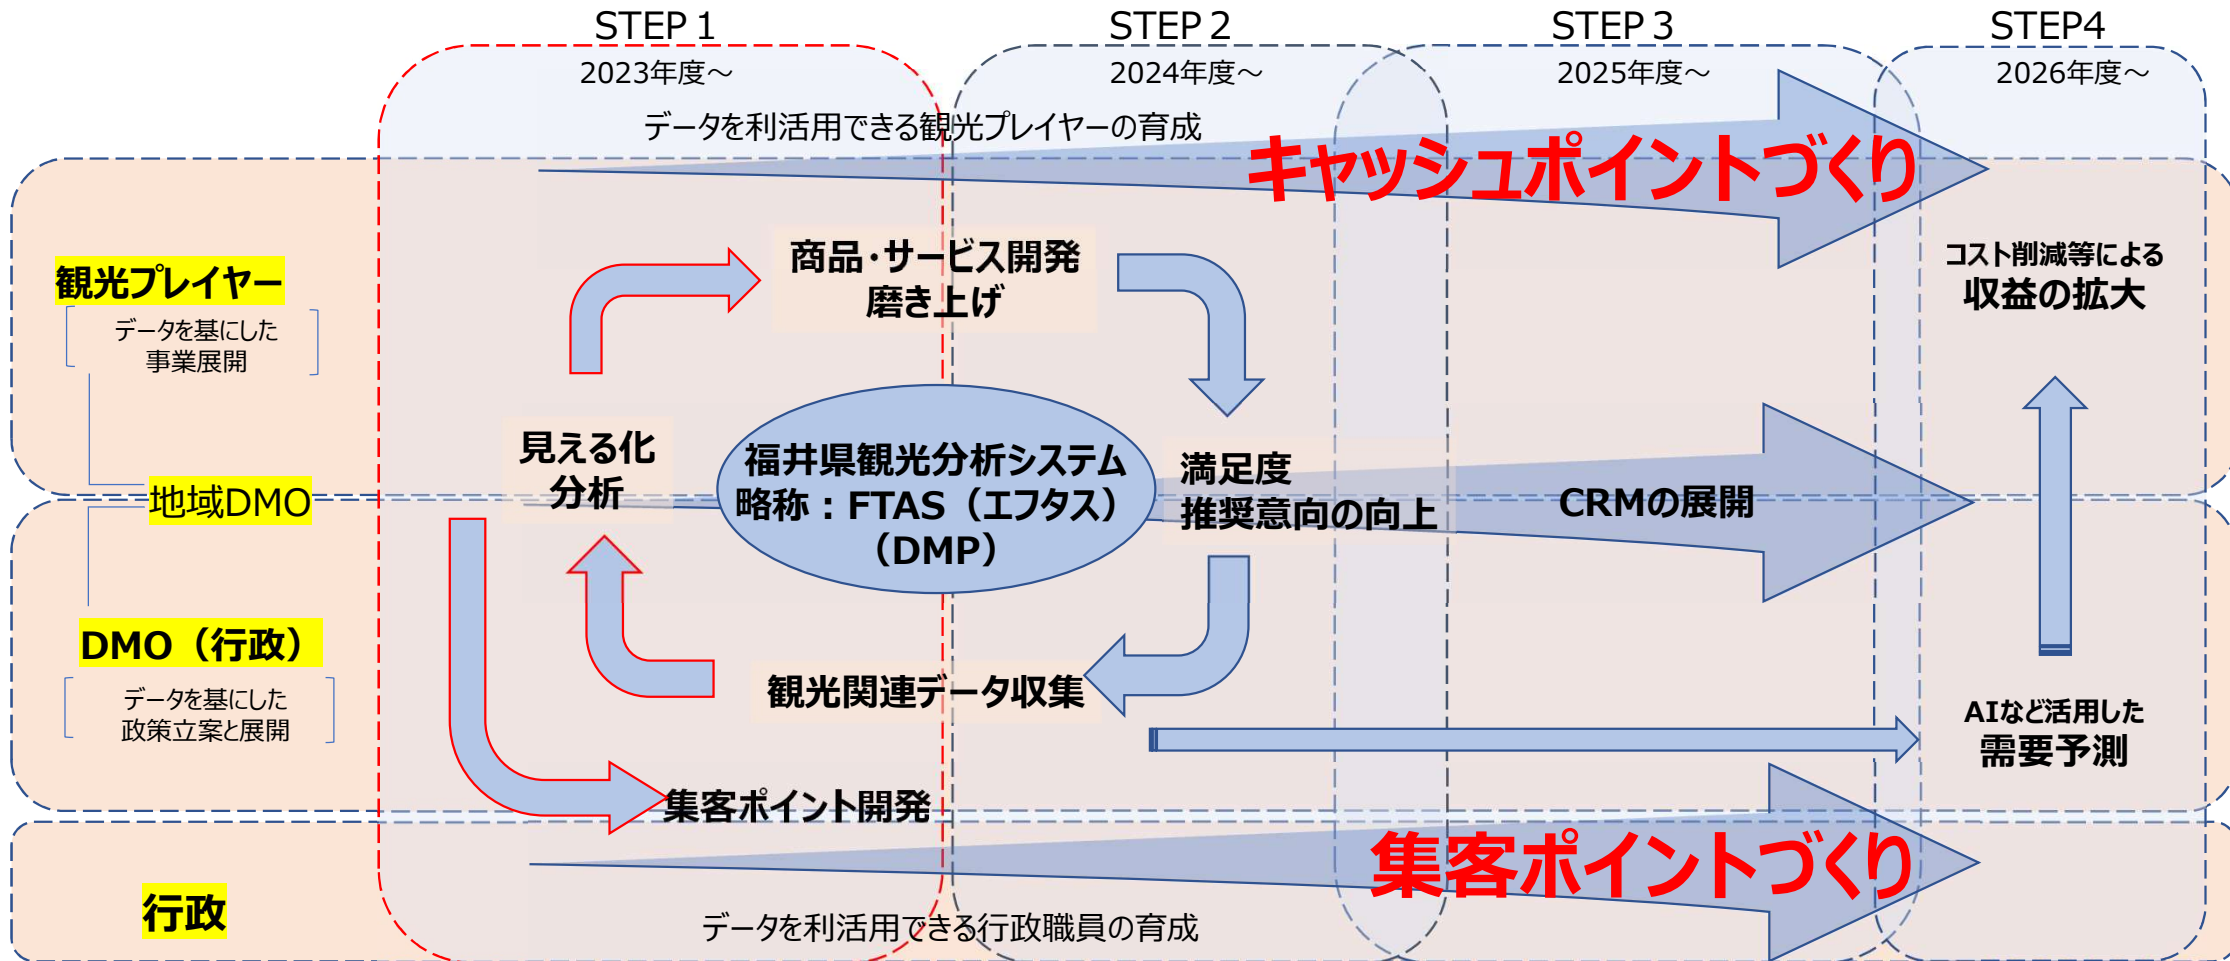 STEP 1
STEP 2
STEP 3
STEP4
2023年度～
2024年度～
2025年度～
2026年度～
データを利活用できる観光プレイヤーの育成
キャッシュポイントづくり
観光プレイヤー
データを基にした
事業展開
商品・サービス開発
磨き上げ
コスト削減等による
収益の拡大
見える化
分析
福井県観光分析システム
略称：FTAS（エフタス）
（DMP）
満足度
推奨意向の向上
CRMの展開
地域DMO
DMO（行政）
データを基にした
政策立案と展開
観光関連データ収集
AIなど活用した
需要予測
集客ポイント開発
集客ポイントづくり
行政
データを利活用できる行政職員の育成